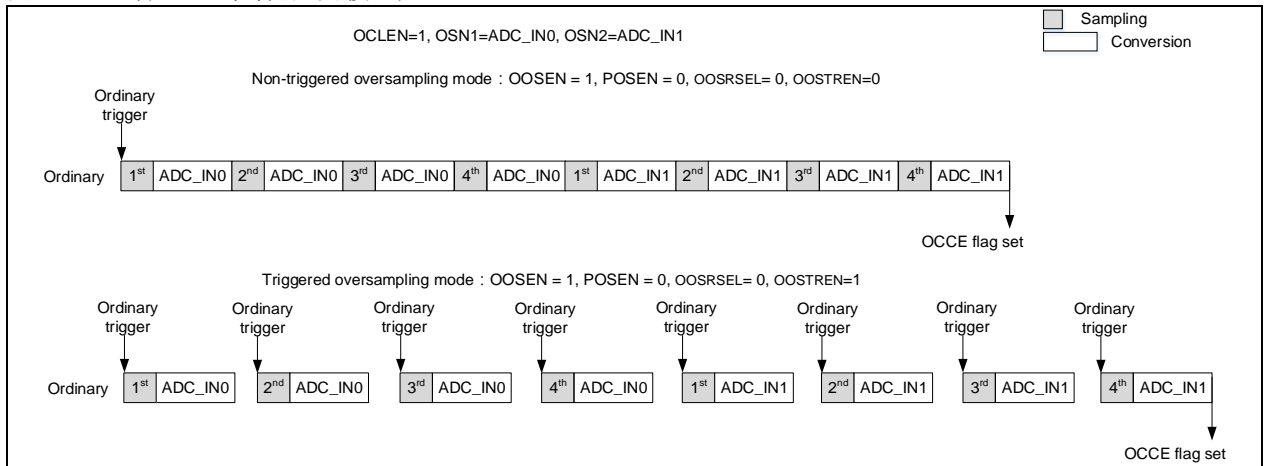 Sampling
Conversion
OCLEN=1, OSN1=ADC_IN0, OSN2=ADC_IN1
Non-triggered oversampling mode : OOSEN = 1, POSEN = 0, OOSRSEL= 0, OOSTREN=0
Ordinary trigger
Ordinary 1st ADC_IN0 2nd ADC_IN0 3rd ADC_IN0 4th ADC_IN0 1st ADC_IN1 2nd ADC_IN1 3rd ADC_IN1 4th ADC_IN1
OCCE flag set
Triggered oversampling mode : OOSEN = 1, POSEN = 0, OOSRSEL= 0, OOSTREN=1
Ordinary Ordinary Ordinary Ordinary Ordinary Ordinary Ordinary Ordinary
trigger trigger trigger trigger trigger trigger trigger trigger
Ordinary 1st ADC_IN0 2nd ADC_IN0 3rd ADC_IN0 4th ADC_IN0 1st ADC_IN1 2nd ADC_IN1 3rd ADC_IN1 4th ADC_IN1
OCCE flag set